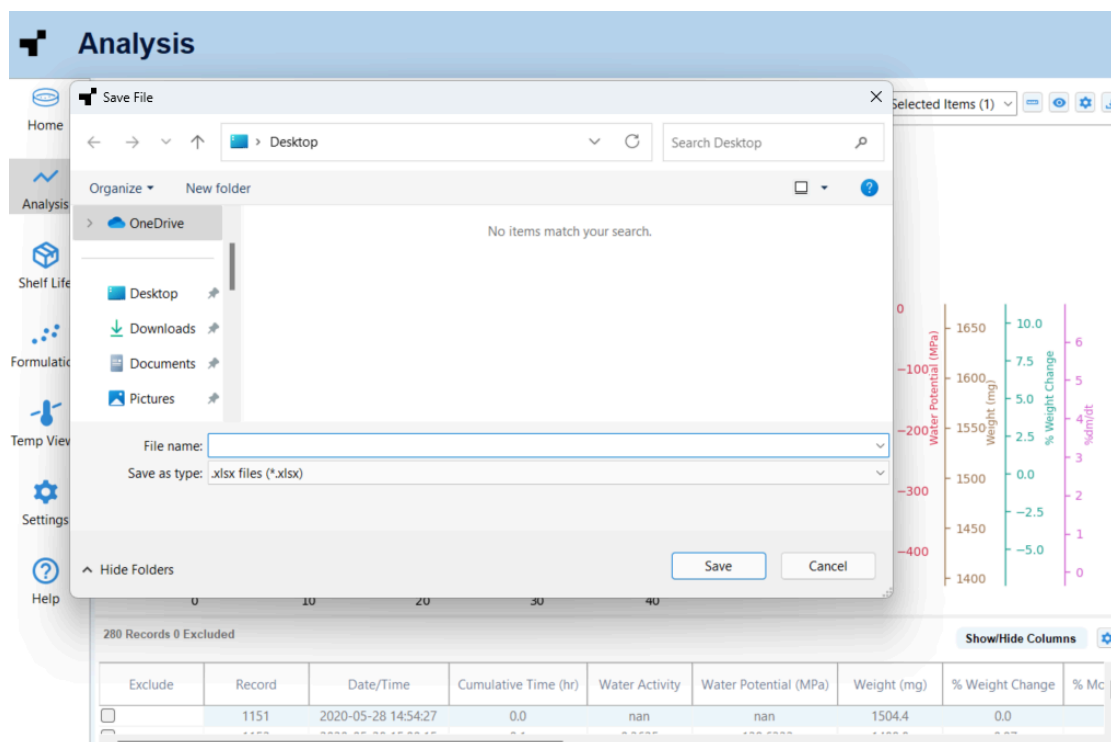 Analysis
Save File
Selected Items (1)
Home
Desktop
Search Desktop
Organize
New folder
Analysis
OneDrive
No items match your search.
Shelf Life
Desktop
Downloads
Documents
Pictures
Temp View
File name:
Save as type: .xlsx files (*.xlsx)
Settings
Save
Cancel
Hide Folders
Help
0
−100
−200
−300
−400
Water Potential (MPa)
1650
1600
1550
1500
1450
1400
Weight (mg)
10.0
7.5
5.0
2.5
0.0
−2.5
−5.0
% Weight Change
6
5
4
3
2
1
0
%dm/dt
0 10 20 30 40
280 Records 0 Excluded
Show/Hide Columns
Exclude Record Date/Time Cumulative Time (hr) Water Activity Water Potential (MPa) Weight (mg) % Weight Change %
1151 2020-05-28 14:54:27 0.0 nan nan 1504.4 0.0